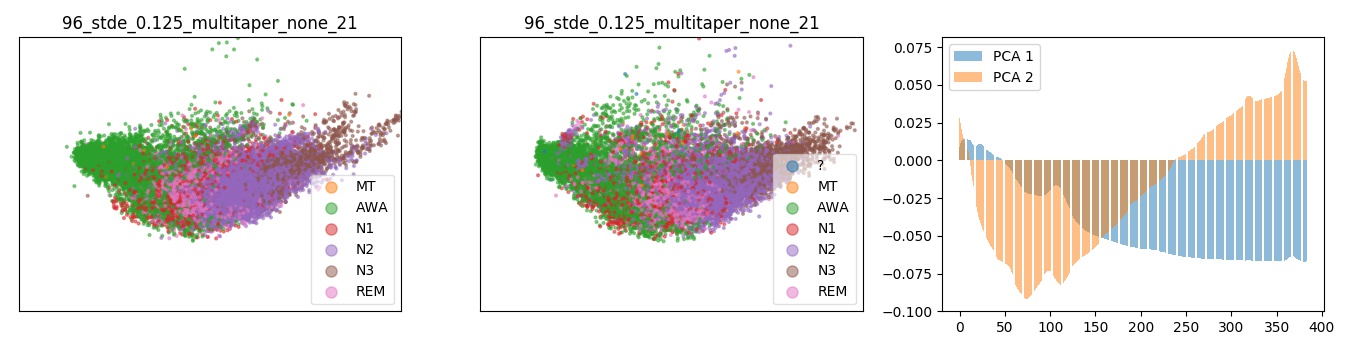 96_stde_0.125_multitaper_none_21
MT
AWA
N1
N2
N3
REM
96_stde_0.125_multitaper_none_21
?
MT
AWA
N1
N2
N3
REM
PCA 1
PCA 2
0.075
0.050
0.025
0.000
−0.025
−0.050
−0.075
−0.100
0 50 100 150 200 250 300 350 400